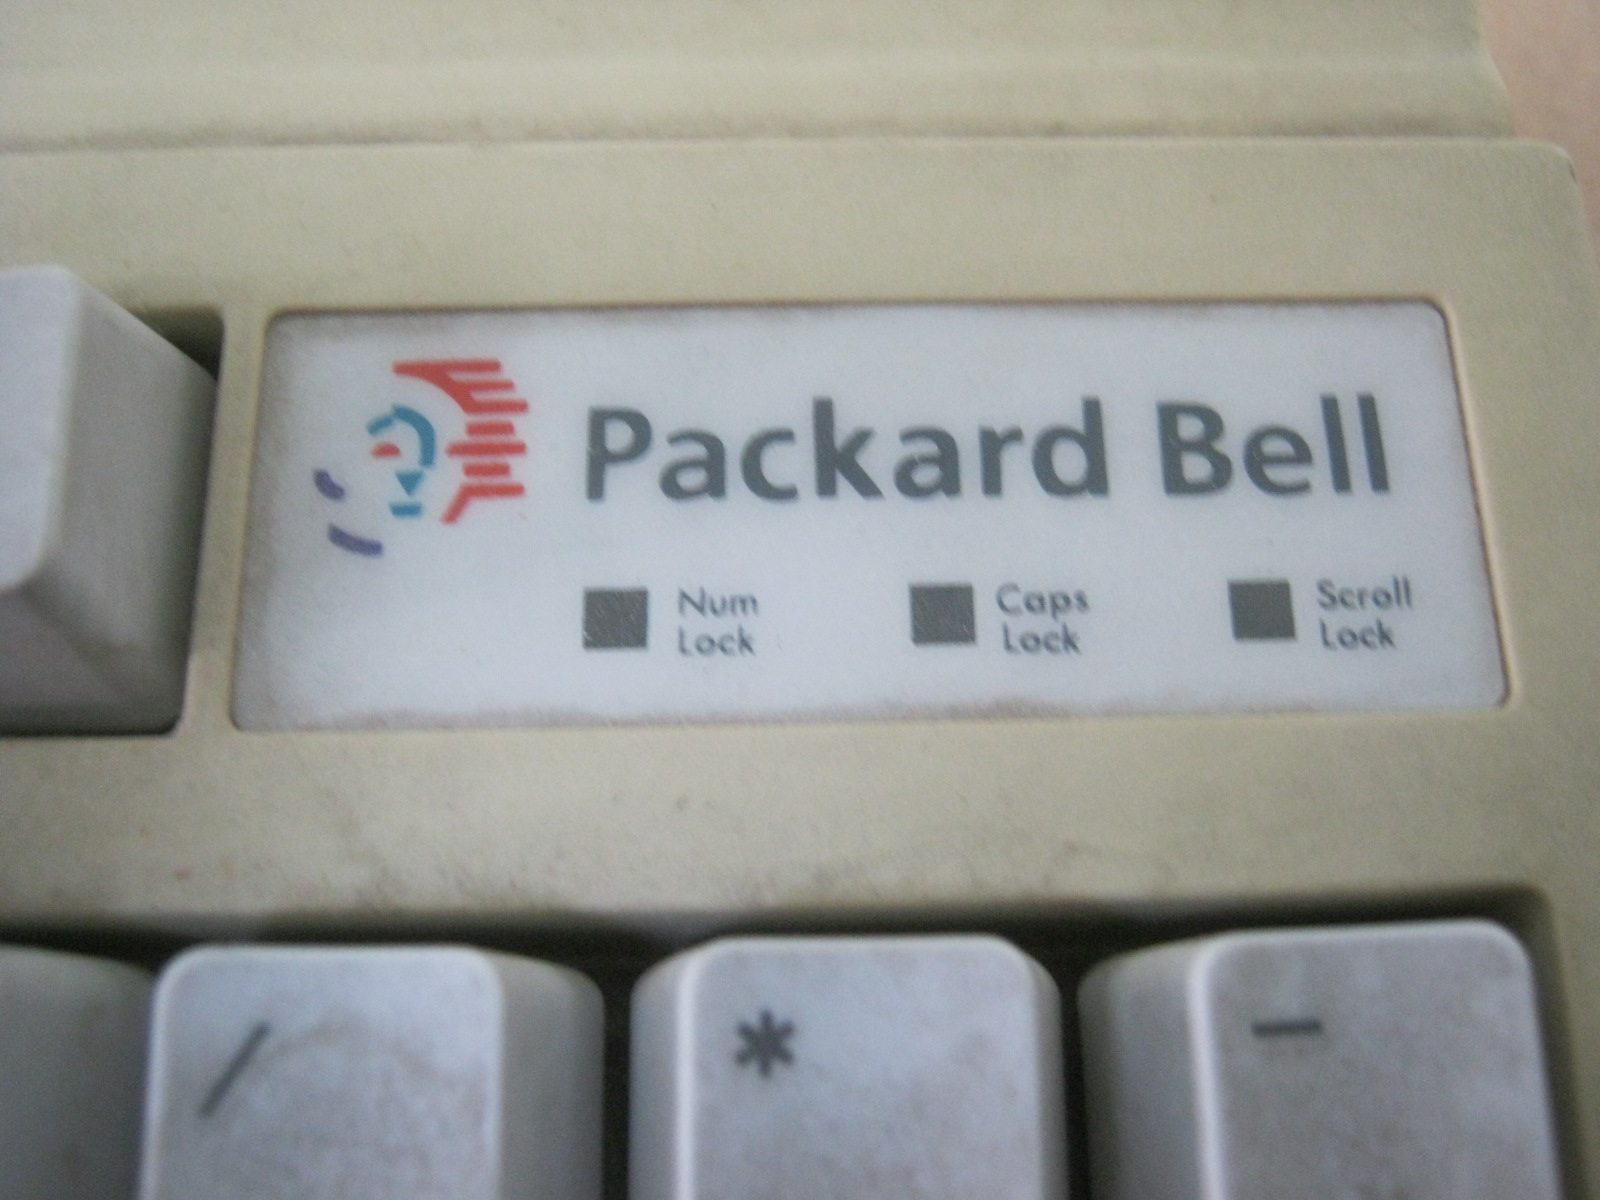 Packard Bell
Num Lock
Caps Lock
Scroll Lock
/ * -